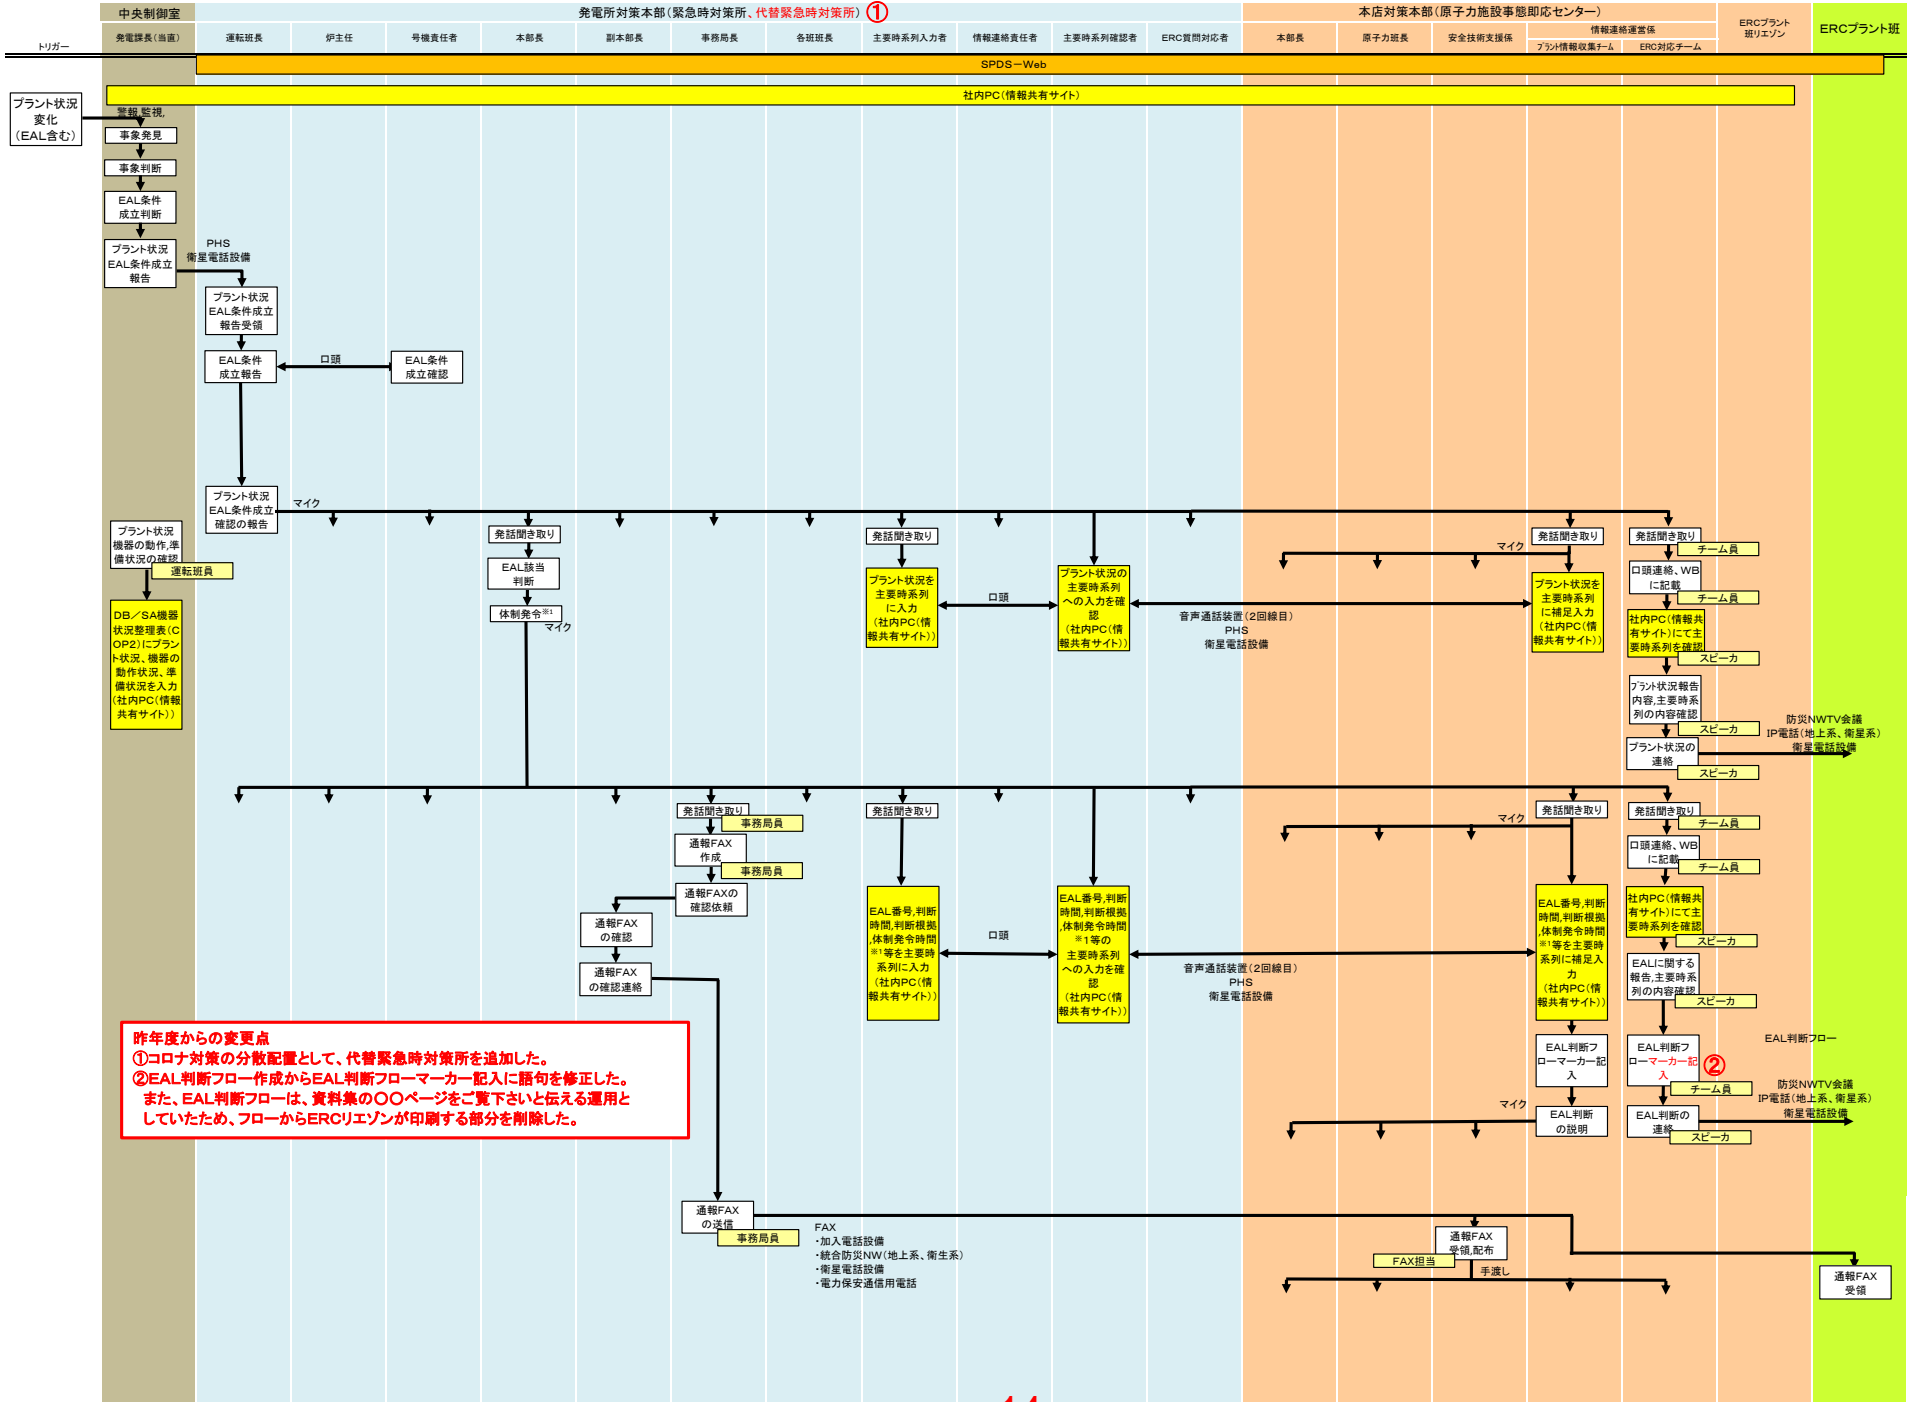 中央制御室
発電所対策本部(緊急時対策所、代替緊急時対策所) ①
本店対策本部(原子力施設事態即応センター)
ERCプラント
班リエゾン
ERCプラント班
トリガー
発電課長(当直)
運転班長
炉主任
号機責任者
本部長
副本部長
事務局長
各班班長
主要時系列入力者
情報連絡責任者
主要時系列確認者
ERC質問対応者
本部長
原子力班長
安全技術支援係
情報連絡運営係
プラント情報収集チーム
ERC対応チーム
SPDS－Web
社内PC(情報共有サイト)
プラント状況
変化
(EAL含む)
警報,監視,
事象発見
事象判断
EAL条件
成立判断
プラント状況
EAL条件成立
報告
PHS
衛星電話設備
プラント状況
EAL条件成立
報告受領
EAL条件
成立報告
口頭
EAL条件
成立確認
プラント状況
EAL条件成立
確認の報告
マイク
プラント状況
機器の動作,準
備状況の確認
運転班員
DB／SA機器
状況整理表(C
OP2)にプラン
ト状況、機器の
動作状況、準
備状況を入力
(社内PC(情報
共有サイト))
発話聞き取り
EAL該当
判断
体制発令※1
マイク
発話聞き取り
プラント状況を
主要時系列
に入力
(社内PC(情
報共有サイト))
口頭
プラント状況の
主要時系列
への入力を確
認
(社内PC(情
報共有サイト))
音声通話装置(2回線目)
PHS
衛星電話設備
発話聞き取り
マイク
プラント状況を
主要時系列
に補足入力
(社内PC(情
報共有サイト))
発話聞き取り
チーム員
口頭連絡、WB
に記載
チーム員
社内PC(情報共
有サイト)にて主
要時系列を確認
スピーカ
プラント状況報告
内容,主要時系
列の内容確認
スピーカ
プラント状況の
連絡
スピーカ
防災NWTV会議
IP電話(地上系、衛星系)
衛星電話設備
発話聞き取り
事務局員
通報FAX
作成
事務局員
通報FAXの
確認依頼
通報FAX
の確認
通報FAX
の確認連絡
発話聞き取り
EAL番号,判断
時間,判断根拠
,体制発令時間
※1等を主要時
系列に入力
(社内PC(情
報共有サイト))
口頭
EAL番号,判断
時間,判断根拠
,体制発令時間
※1等の
主要時系列
への入力を確
認
(社内PC(情
報共有サイト))
音声通話装置(2回線目)
PHS
衛星電話設備
発話聞き取り
マイク
EAL番号,判断
時間,判断根拠
,体制発令時間
※1等を主要時
系列に補足入
力
(社内PC(情
報共有サイト))
発話聞き取り
チーム員
口頭連絡、WB
に記載
チーム員
社内PC(情報共
有サイト)にて主
要時系列を確認
スピーカ
EALに関する
報告,主要時系
列の内容確認
スピーカ
昨年度からの変更点
①コロナ対策の分散配置として、代替緊急時対策所を追加した。
②EAL判断フロー作成からEAL判断フローマーカー記入に語句を修正した。
また、EAL判断フローは、資料集の〇〇ページをご覧下さいと伝える運用と
していたため、フローからERCリエゾンが印刷する部分を削除した。
EAL判断フ
ローマーカー記
入
EAL判断フ
ローマーカー記
入
②
チーム員
EAL判断フロー
防災NWTV会議
IP電話(地上系、衛星系)
衛星電話設備
マイク
EAL判断
の説明
EAL判断の
連絡
スピーカ
通報FAX
の送信
事務局員
FAX
・加入電話設備
・統合防災NW(地上系、衛生系)
・衛星電話設備
・電力保安通信用電話
通報FAX
受領,配布
FAX担当
手渡し
通報FAX
受領